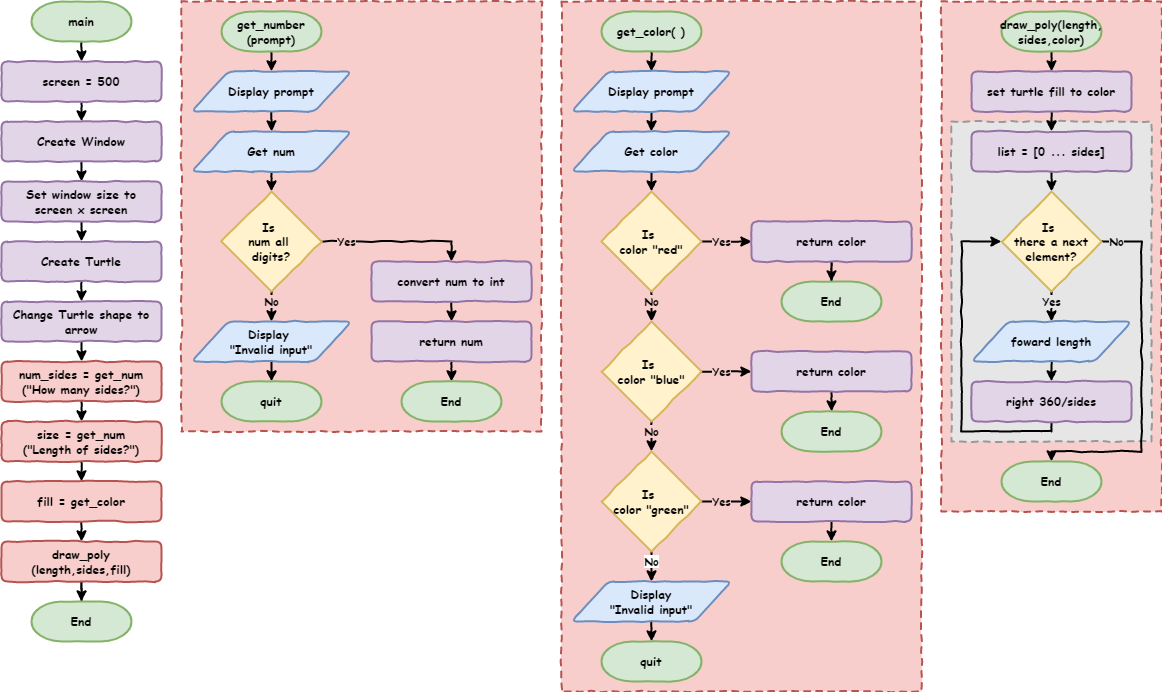 main
screen = 500
Create Window
Set window size to
screen x screen
Create Turtle
Change Turtle shape to
arrow
num_sides = get_num
("How many sides?")
size = get_num
("Length of sides?")
fill = get_color
draw_poly
(length,sides,fill)
End
get_number
(prompt)
Display prompt
Get num
Is
num all
digits?
Yes
convert num to int
return num
End
No
Display
"Invalid input"
quit
get_color( )
Display prompt
Get color
Is
color "red"
Yes
return color
End
No
Is
color "blue"
Yes
return color
End
No
Is
color "green"
Yes
return color
End
No
Display
"Invalid input"
quit
draw_poly(length,
sides,color)
set turtle fill to color
list = [0 ... sides]
Is
there a next
element?
No
Yes
foward length
right 360/sides
End